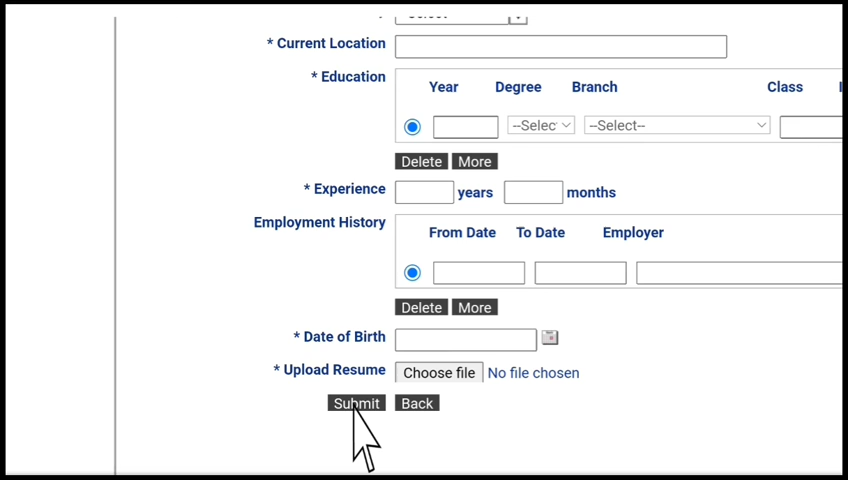 * Current Location
* Education
Year Degree Branch Class
--Selec --Select--
Delete More
* Experience years months
Employment History
From Date To Date Employer
Delete More
* Date of Birth
* Upload Resume Choose file No file chosen
Submit Back